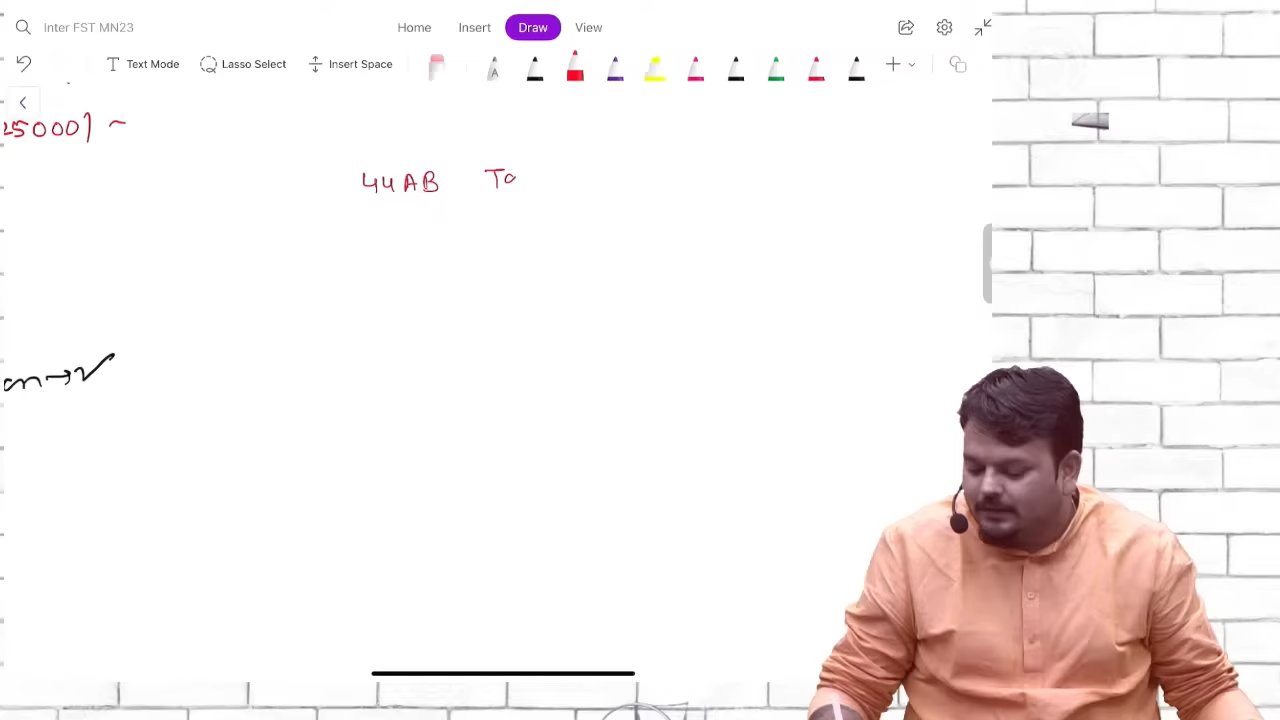 Inter FST MN23
Home Insert Draw View
Text Mode Lasso Select Insert Space
A
25000) ~
44AB To